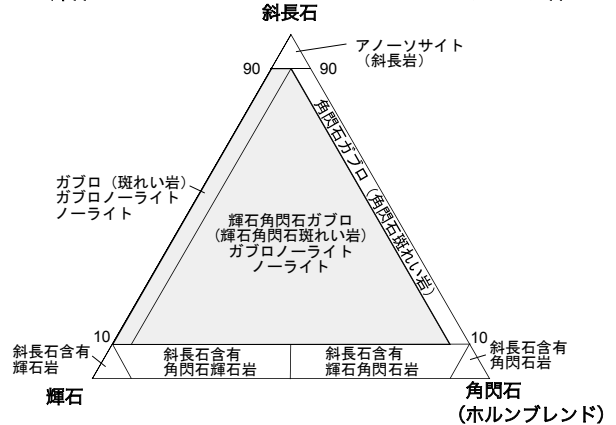 斜長石
アノーソサイト
（斜長岩）
90
90
角閃石ガブロ（角閃石斑れい岩）
ガブロ（斑れい岩）
ガブロノーライト
ノーライト
輝石角閃石ガブロ
（輝石角閃石斑れい岩）
ガブロノーライト
ノーライト
10
10
斜長石含有
輝石岩
斜長石含有
角閃石輝石岩
斜長石含有
輝石角閃石岩
斜長石含有
角閃石岩
輝石
角閃石
（ホルンブレンド）